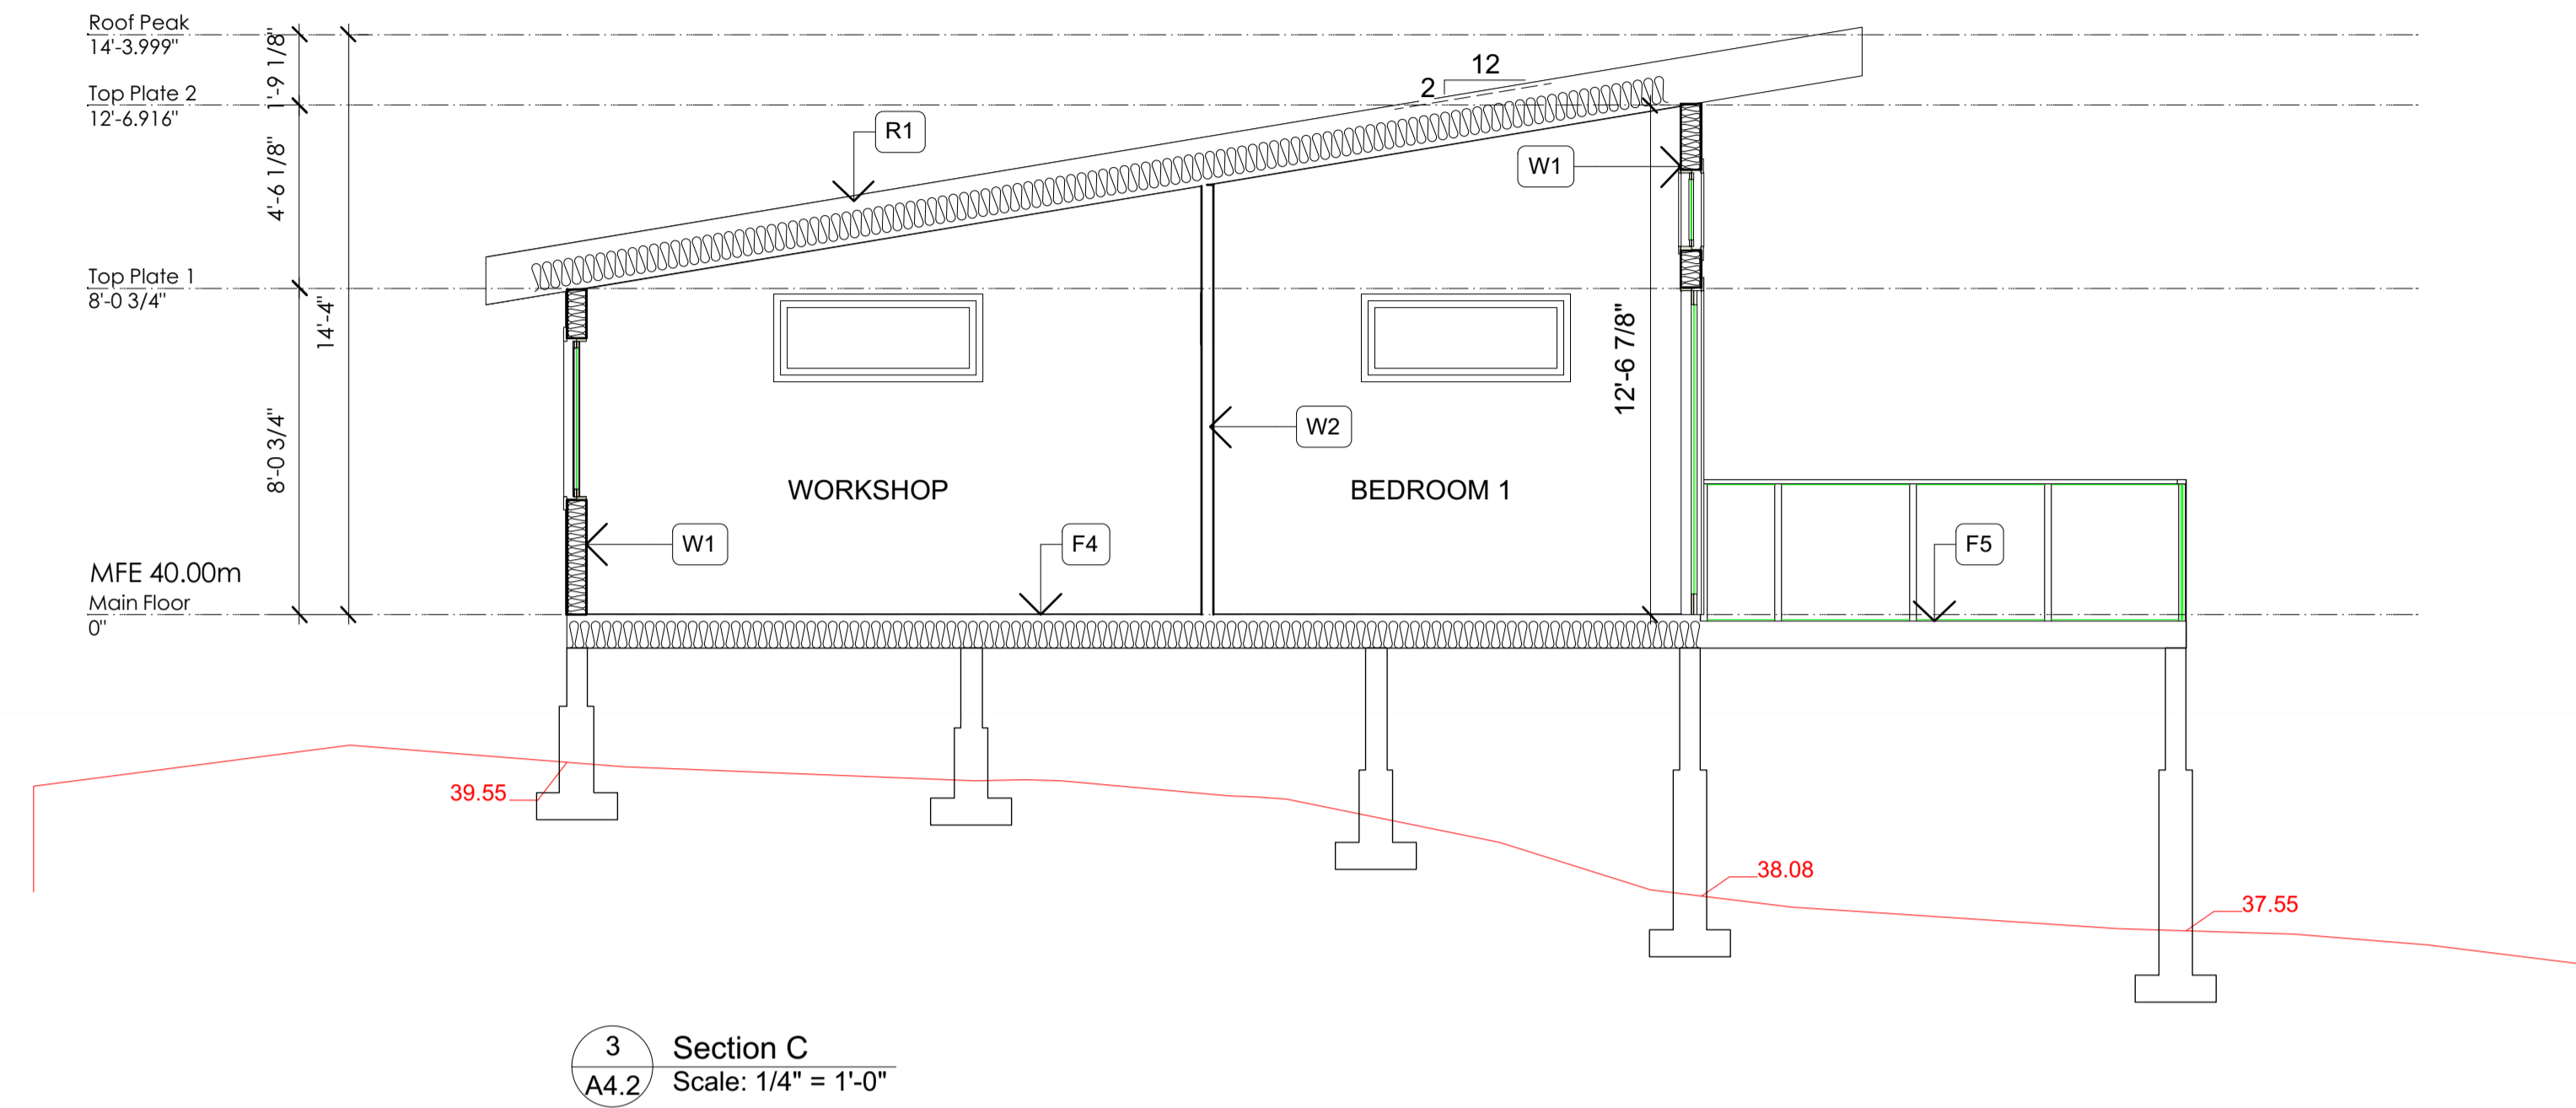 Roof Peak
14'-3.999"
1'-9 1/8"
Top Plate 2
12'-6.916"
4'-6 1/8"
Top Plate 1
8'-0 3/4"
14'-4"
8'-0 3/4"
MFE 40.00m
Main Floor
0"
12
2
R1
W1
12'-6 7/8"
W2
WORKSHOP
BEDROOM 1
W1
F4
F5
39.55
38.08
37.55
3
A4.2
Section C
Scale: 1/4" = 1'-0"